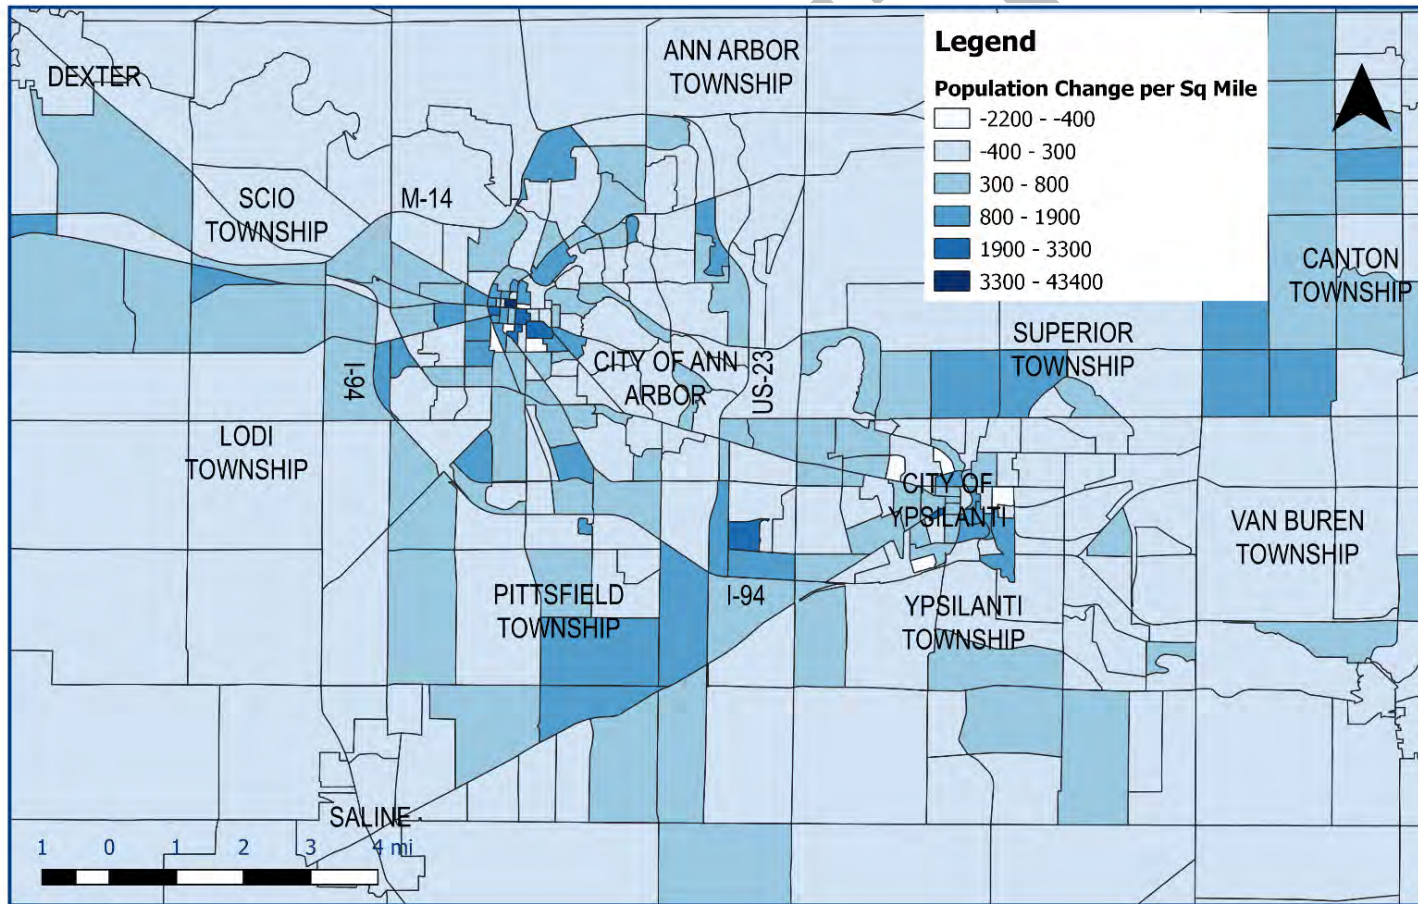 ANN ARBOR
TOWNSHIP
DEXTER
Legend
Population Change per Sq Mile
-2200 - -400
-400 - 300
300 - 800
800 - 1900
1900 - 3300
3300 - 43400
SCIO
TOWNSHIP
M-14
CANTON
TOWNSHIP
SUPERIOR
TOWNSHIP
CITY OF ANN
ARBOR
US-23
I-94
LODI
TOWNSHIP
CITY OF
YPSILANTI
VAN BUREN
TOWNSHIP
PITTSFIELD
TOWNSHIP
I-94
YPSILANTI
TOWNSHIP
SALINE
1 0 1 2 3 4 mi